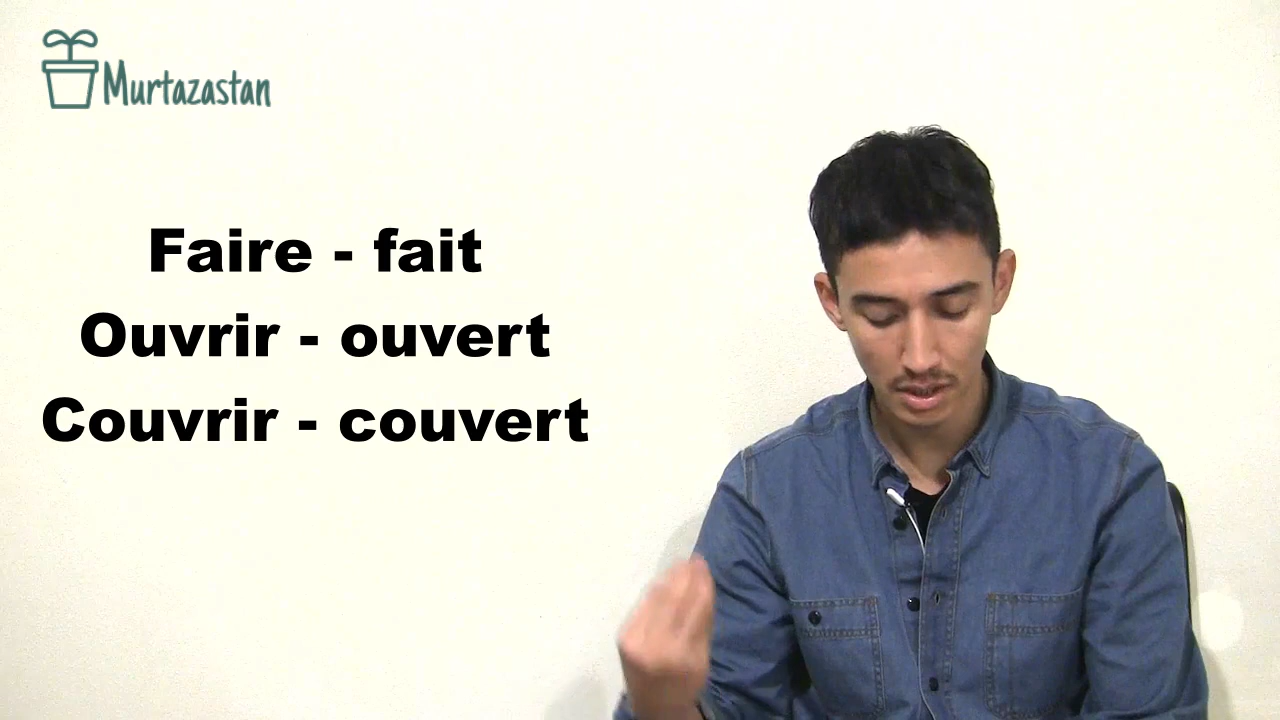 Murtazastan
Faire - fait
Ouvrir - ouvert
Couvrir - couvert